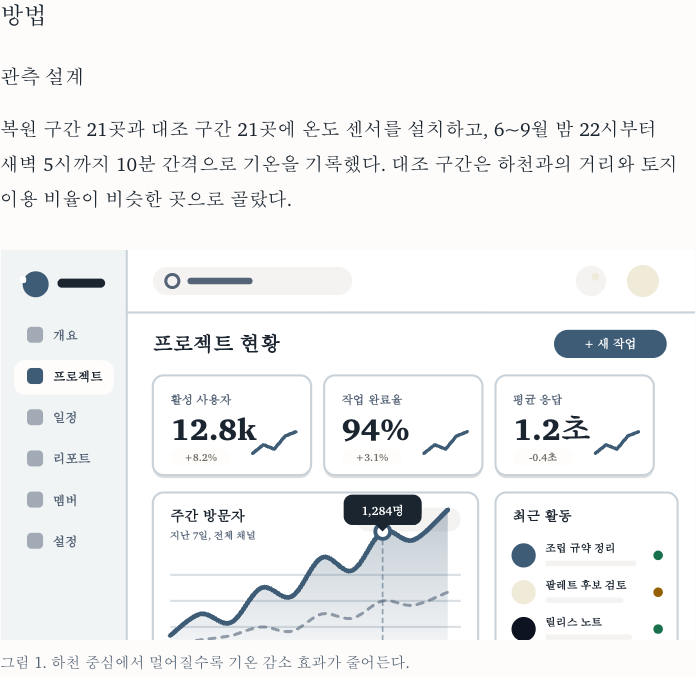 방법
관측 설계
복원 구간 21곳과 대조 구간 21곳에 온도 센서를 설치하고, 6~9월 밤 22시부터
새벽 5시까지 10분 간격으로 기온을 기록했다. 대조 구간은 하천과의 거리와 토지
이용 비율이 비슷한 곳으로 골랐다.
개요
프로젝트
일정
리포트
멤버
설정
프로젝트 현황
+ 새 작업
활성 사용자
12.8k
+8.2%
작업 완료율
94%
+3.1%
평균 응답
1.2초
-0.4초
주간 방문자
지난 7일, 전체 채널
1,284명
최근 활동
조립 규약 정리
팔레트 후보 검토
릴리스 노트
그림 1. 하천 중심에서 멀어질수록 기온 감소 효과가 줄어든다.